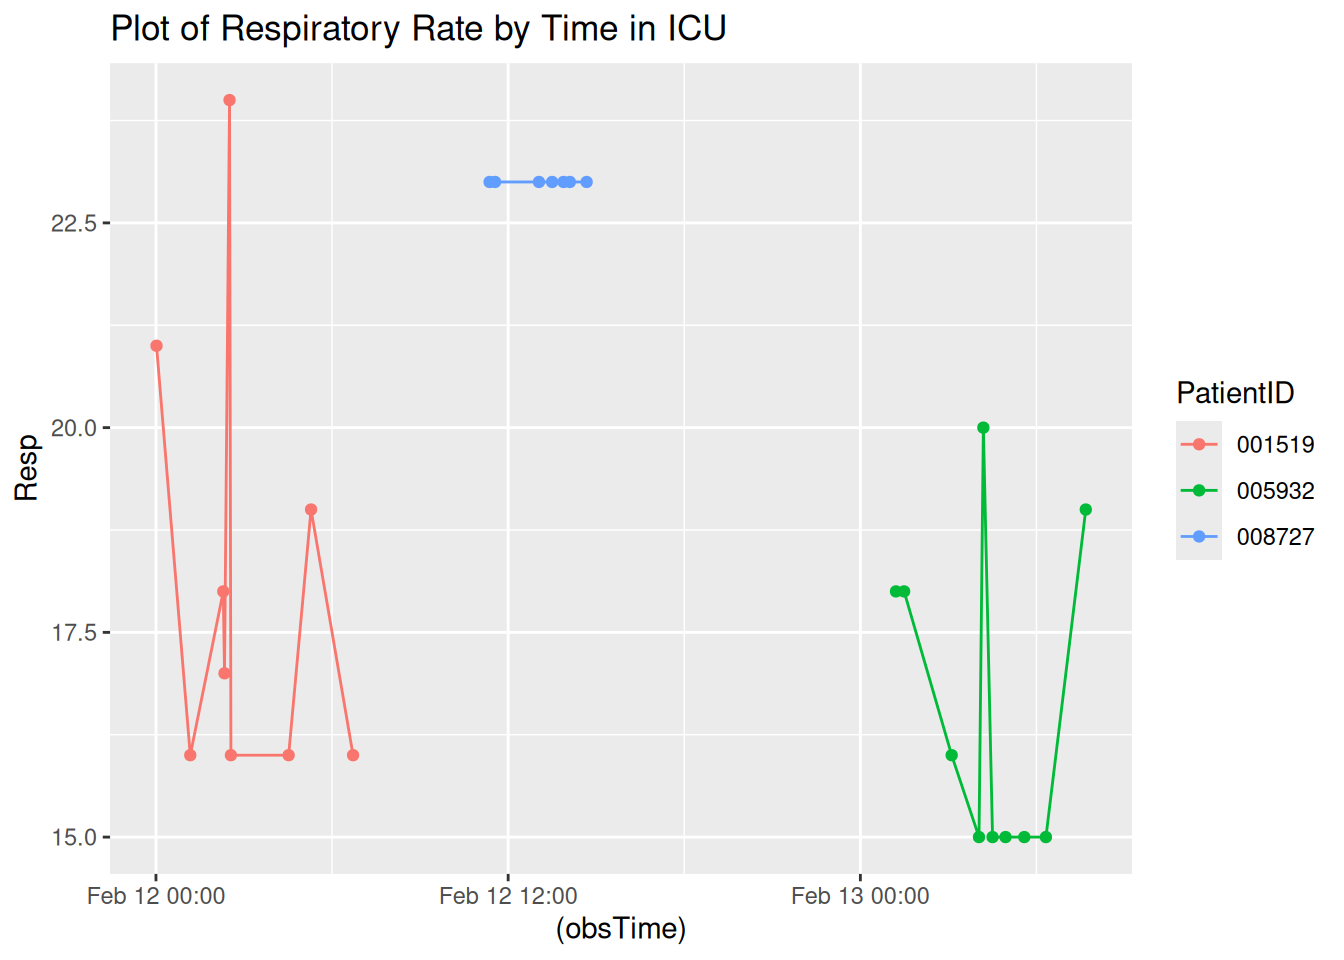 Plot of Respiratory Rate by Time in ICU
Resp
22.5
20.0
17.5
15.0
Feb 12 00:00
Feb 12 12:00
Feb 13 00:00
(obsTime)
PatientID
001519
005932
008727